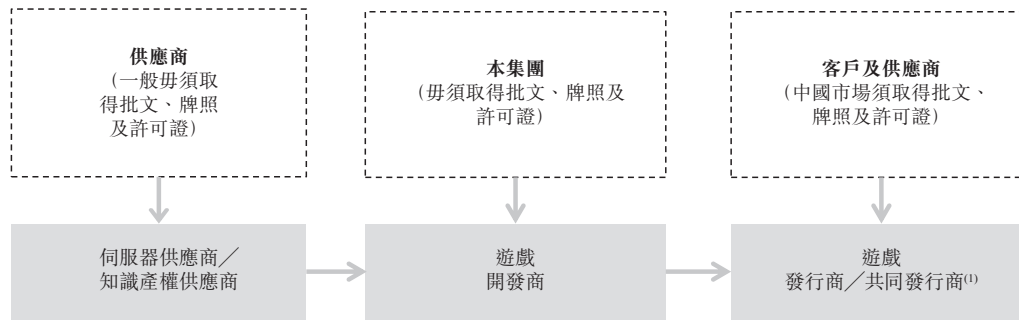 供應商
（一般毋須取
得批文、牌照
及許可證）
本集團
（毋須取得批文、牌照及
許可證）
客戶及供應商
（中國市場須取得批文、
牌照及許可證）
伺服器供應商／
知識產權供應商
遊戲
開發商
遊戲
發行商／共同發行商(1)